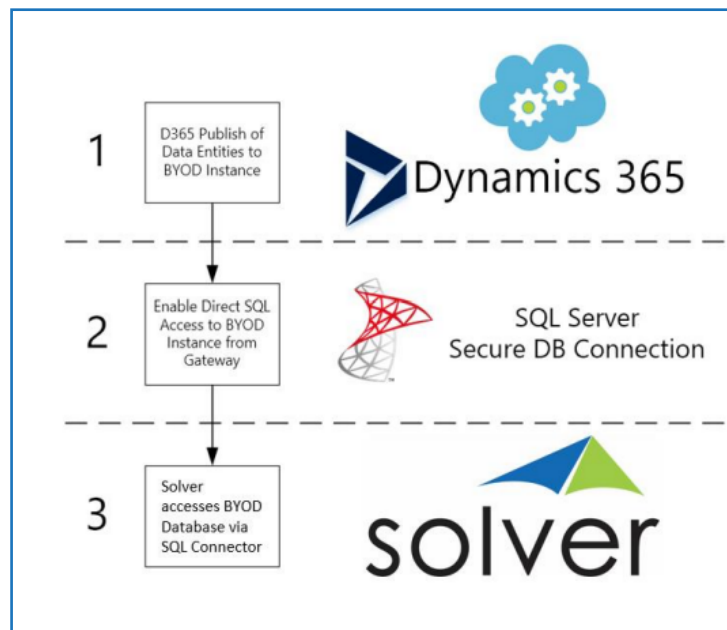 1
D365 Publish of
Data Entities to
BYOD Instance
Dynamics 365
2
Enable Direct SQL
Access to BYOD
Instance from
Gateway
SQL Server
Secure DB Connection
TM
3
Solver
accesses BYOD
Database via
SQL Connector
solver